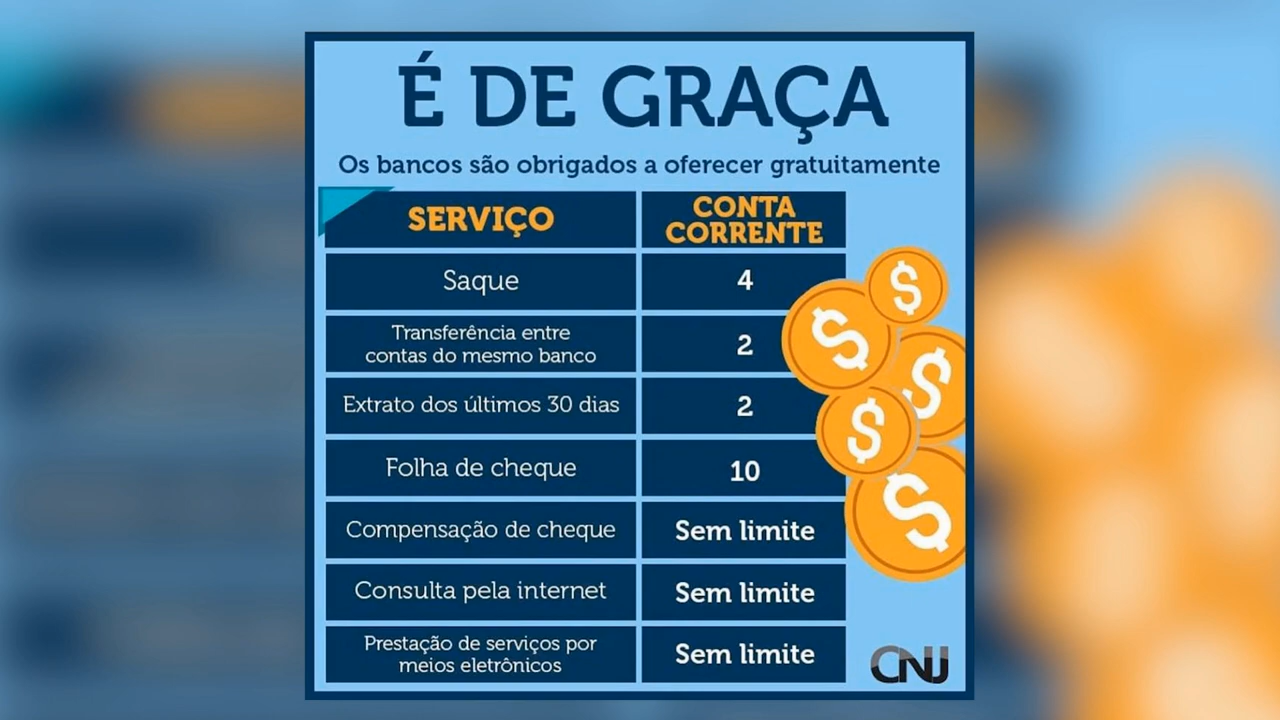 É DE GRAÇA
Os bancos são obrigados a oferecer gratuitamente
SERVIÇO
CONTA
CORRENTE
Saque
4
Transferência entre
contas do mesmo banco
2
Extrato dos últimos 30 dias
2
Folha de cheque
10
Compensação de cheque
Sem limite
Consulta pela internet
Sem limite
Prestação de serviços por
meios eletrônicos
Sem limite
CNJ